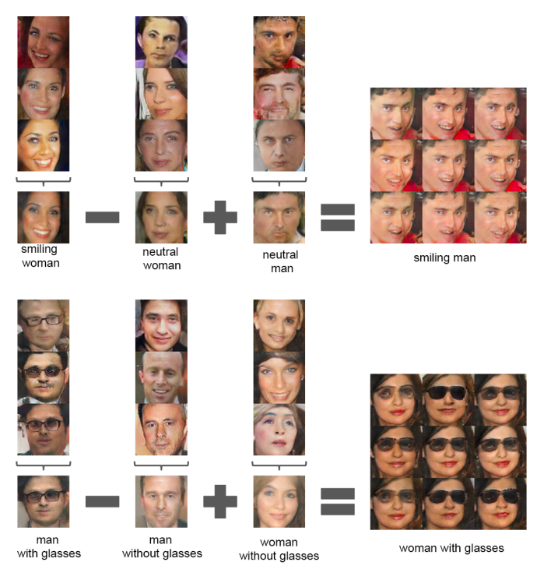 smiling
woman
neutral
woman
neutral
man
smiling man
man
with glasses
man
without glasses
woman
without glasses
woman with glasses